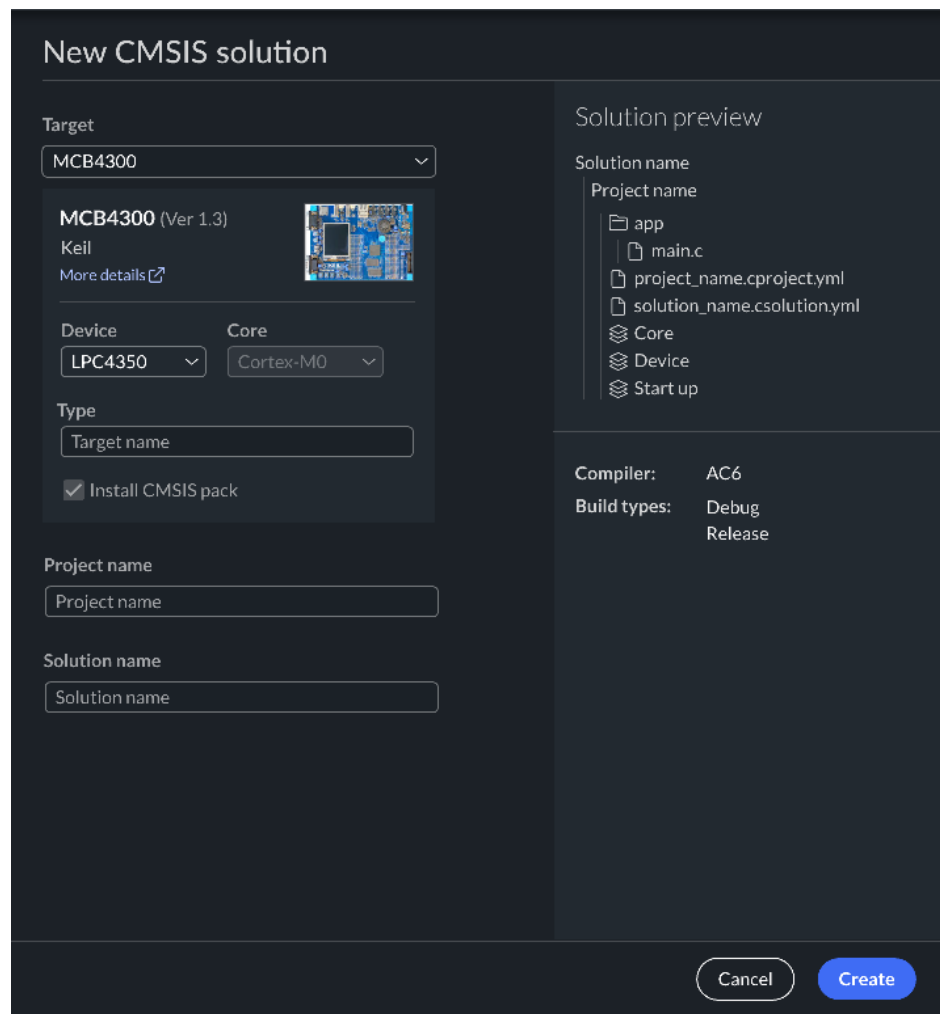 New CMSIS solution
Target
MCB4300
MCB4300 (Ver 1.3)
Keil
More details
Device
Core
LPC4350
Cortex-M0
Type
Target name
Install CMSIS pack
Project name
Project name
Solution name
Solution name
Solution preview
Solution name
Project name
app
main.c
project_name.cproject.yml
solution_name.csolution.yml
Core
Device
Start up
Compiler: AC6
Build types: Debug
Release
Cancel
Create